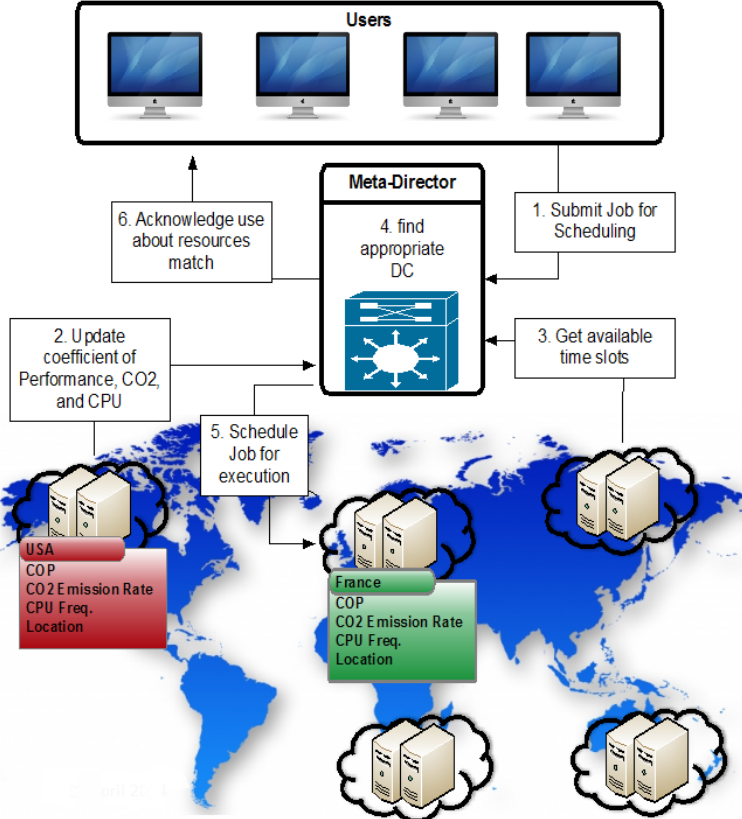 Users
Meta-Director
4. find
appropriate
DC
1. Submit Job for
Scheduling
6. Acknowledge use
about resources
match
2. Update
coefficient of
Performance, CO2,
and CPU
3. Get available
time slots
5. Schedule
Job for
execution
USA
COP
CO2 Emission Rate
CPU Freq.
Location
France
COP
CO2 Emission Rate
CPU Freq.
Location